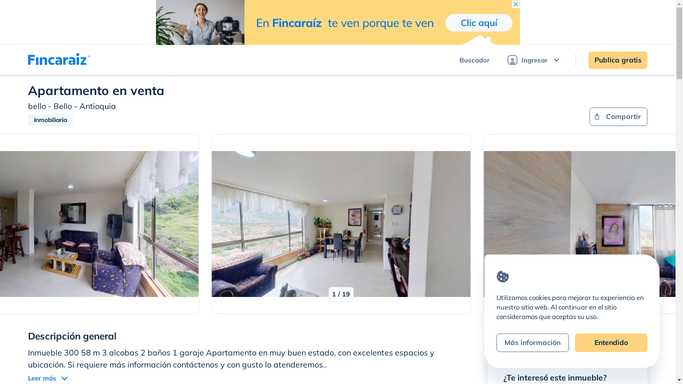 En Fincaraíz te ven porque te ven
Clic aquí
Fincaraiz
Buscador
Ingresar
Publica gratis
Apartamento en venta
bello - Bello - Antioquia
Inmobiliaria
Compartir
1 / 19
Utilizamos cookies para mejorar tu experiencia en
nuestro sitio web. Al continuar en el sitio
consideramos que aceptas su uso.
Más información
Entendido
Descripción general
Inmueble 300 58 m 3 alcobas 2 baños 1 garaje Apartamento en muy buen estado, con excelentes espacios y
ubicación. Si requiere más información contáctenos y con gusto lo atenderemos..
Leer más
¿Te interesó este inmueble?